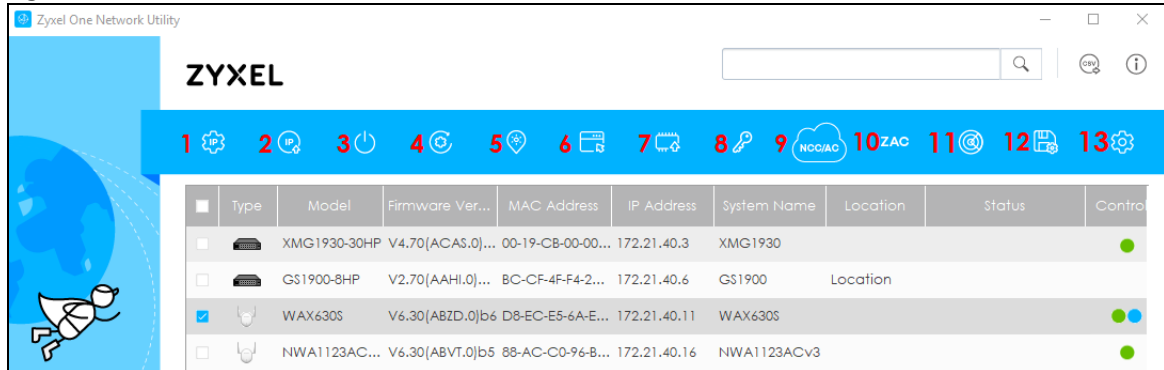 Zyxel One Network Utility
ZYXEL
CSV
1 IP 2 IP 3 4 5 6 7 8 9 NCC/AC 10 ZAC 11 12 13
Type Model Firmware Ver... MAC Address IP Address System Name Location Status Control
XMG1930-30HP V4.70(ACAS.0)... 00-19-CB-00-00... 172.21.40.3 XMG1930
GS1900-8HP V2.70(AAHI.0)... BC-CF-4F-F4-2... 172.21.40.6 GS1900 Location
WAX630S V6.30(ABZD.0)b6 D8-EC-E5-6A-E... 172.21.40.11 WAX630S
NWA1123AC... V6.30(ABVT.0)b5 88-AC-C0-96-B... 172.21.40.16 NWA1123ACv3